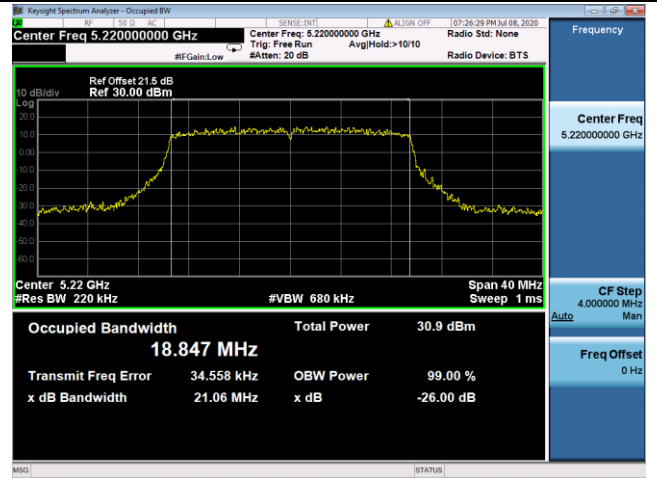 Keysight Spectrum Analyzer - Occupied BW
RF 50 Ω AC SENSE:INT ALIGN OFF 07:26:29 PM Jul 08, 2020
Center Freq 5.220000000 GHz
Center Freq: 5.220000000 GHz
Radio Std: None
Trig: Free Run Avg|Hold:>10/10
#IFGain:Low
#Atten: 20 dB
Radio Device: BTS
Ref Offset 21.5 dB
10 dB/div Ref 30.00 dBm
Log
20.0
10.0
0.00
-10.0
-20.0
-30.0
-40.0
-50.0
-60.0
Center 5.22 GHz
Span 40 MHz
#Res BW 220 kHz
#VBW 680 kHz
Sweep 1 ms
Occupied Bandwidth
18.847 MHz
Total Power 30.9 dBm
Transmit Freq Error 34.558 kHz
OBW Power 99.00 %
x dB Bandwidth 21.06 MHz
x dB -26.00 dB
MSG
STATUS
Frequency
Center Freq
5.220000000 GHz
CF Step
4.000000 MHz
Auto Man
Freq Offset
0 Hz